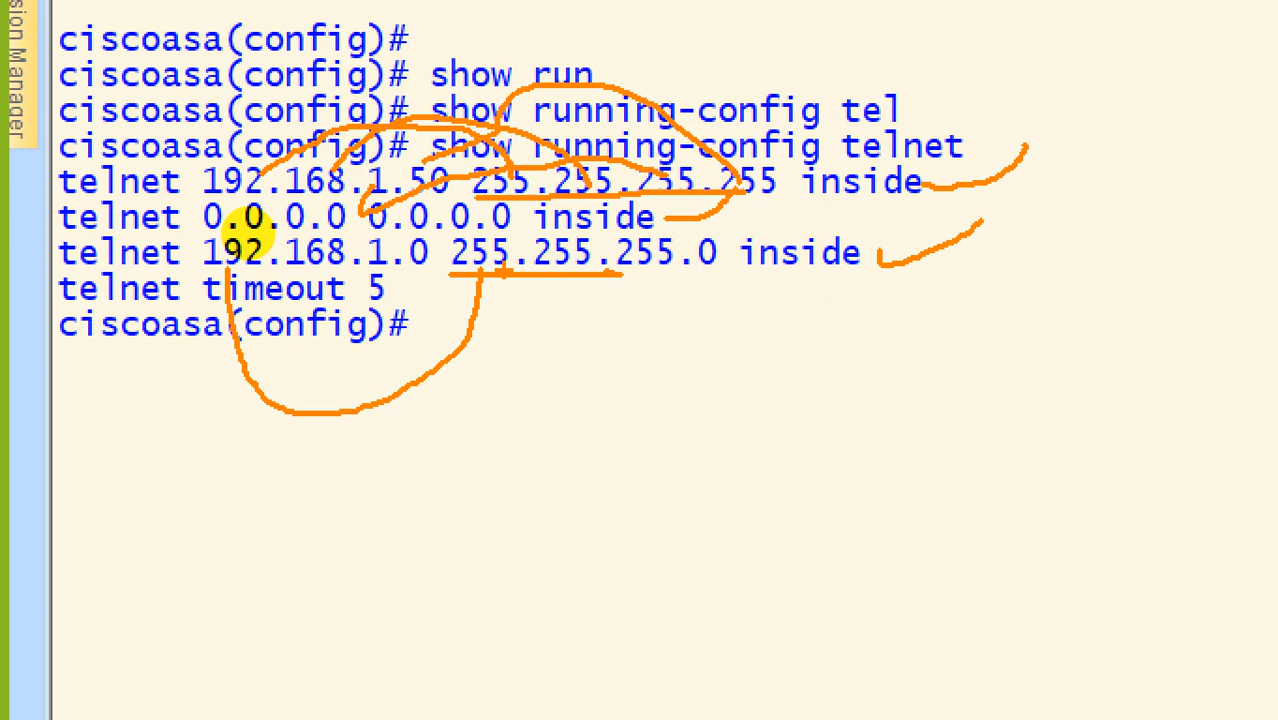 sion Manager
ciscoasa(config)#
ciscoasa(config)# show run
ciscoasa(config)# show running-config tel
ciscoasa(config)# show running-config telnet
telnet 192.168.1.50 255.255.255.255 inside
telnet 0.0.0.0 0.0.0.0 inside
telnet 192.168.1.0 255.255.255.0 inside
telnet timeout 5
ciscoasa(config)#